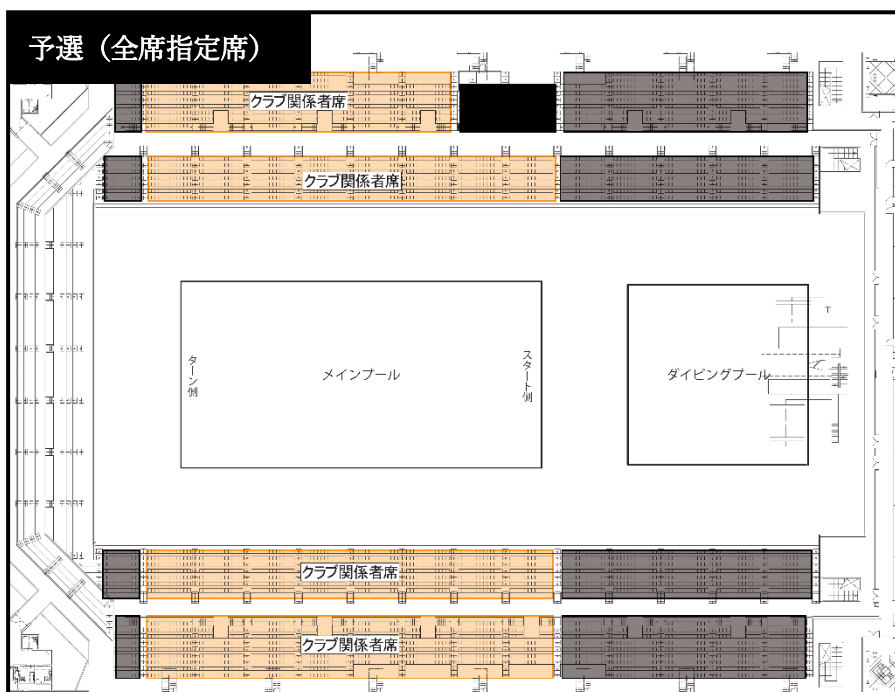 予選（全席指定席）
クラブ関係者席
クラブ関係者席
ターン側
メインプール
スタート側
ダイビングプール
クラブ関係者席
クラブ関係者席